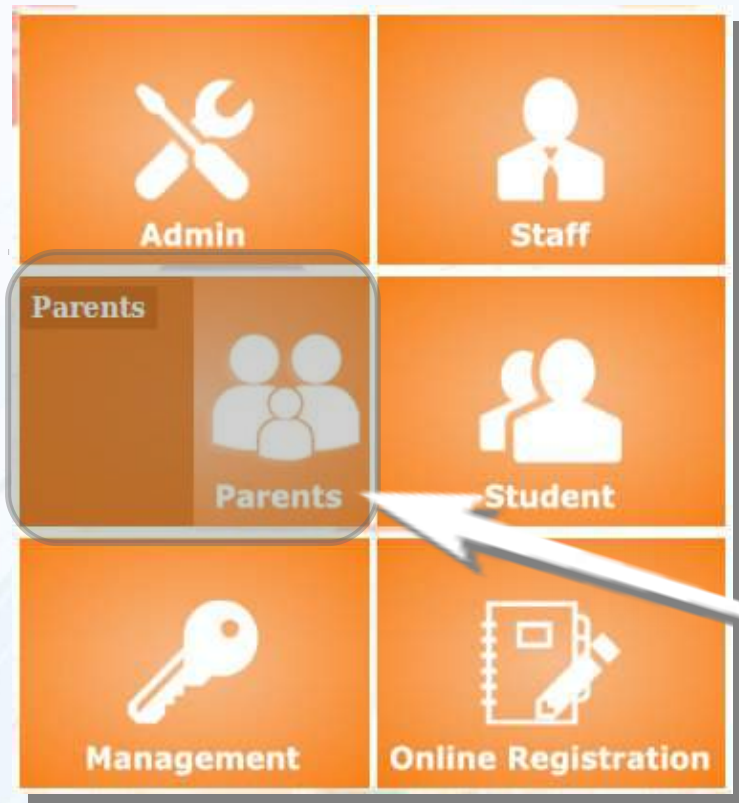 Admin
Staff
Parents
Parents
Student
Management
Online Registration